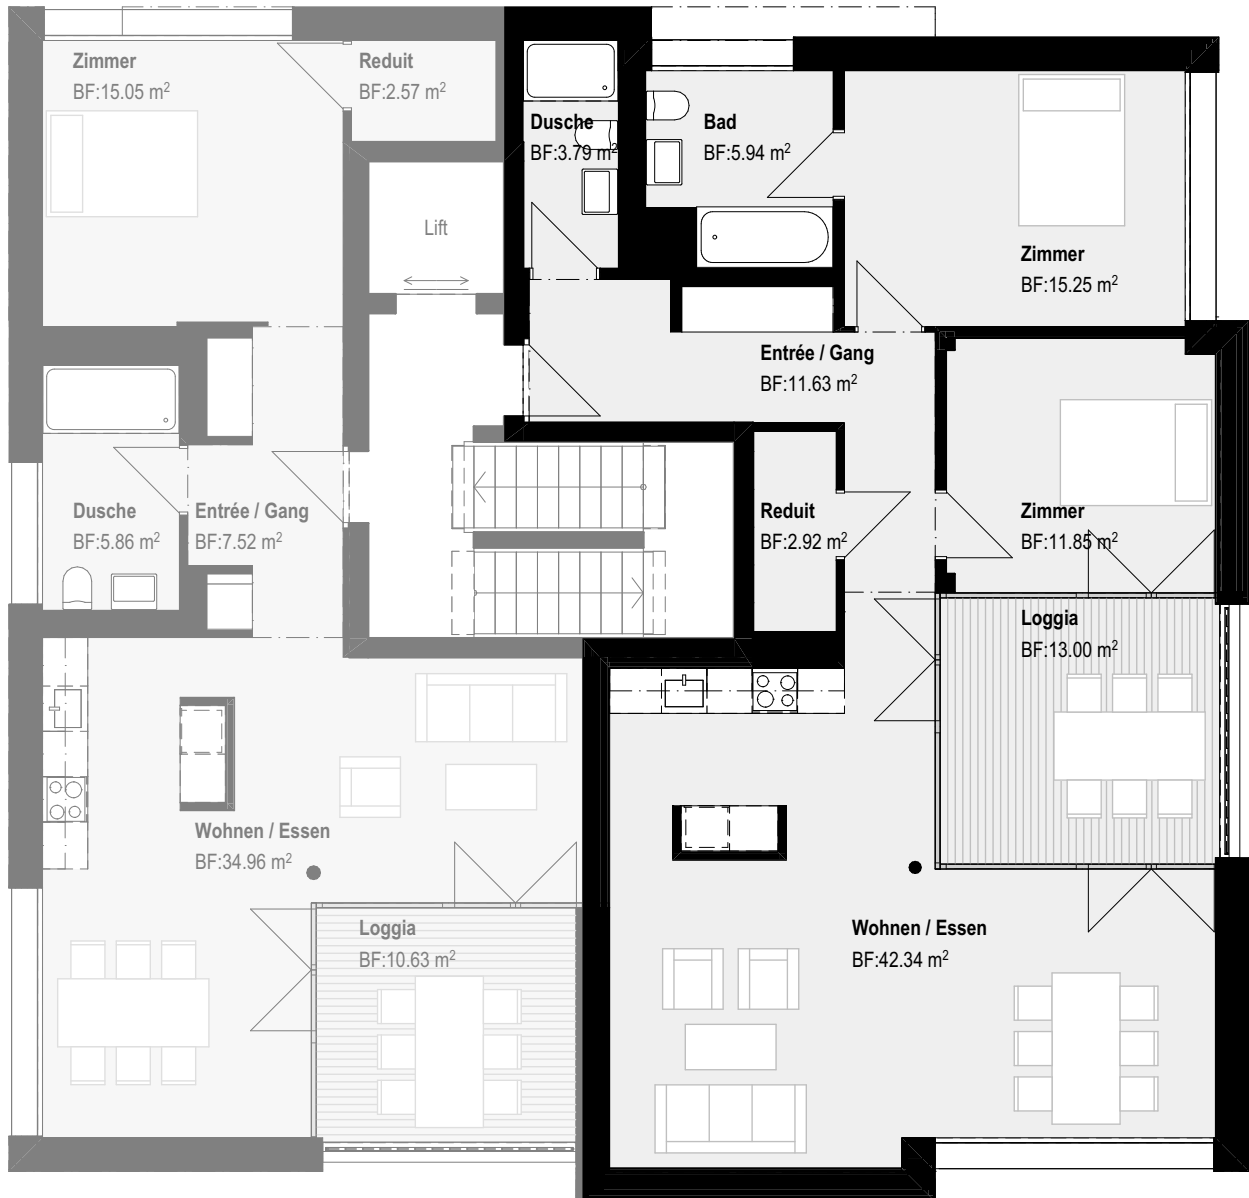 Zimmer
BF:15.05 m²
Reduit
BF:2.57 m²
Dusche
BF:3.79 m²
Bad
BF:5.94 m²
Lift
Zimmer
BF:15.25 m²
Entrée / Gang
BF:11.63 m²
Dusche
BF:5.86 m²
Entrée / Gang
BF:7.52 m²
Reduit
BF:2.92 m²
Zimmer
BF:11.85 m²
Loggia
BF:13.00 m²
Wohnen / Essen
BF:34.96 m²
Loggia
BF:10.63 m²
Wohnen / Essen
BF:42.34 m²